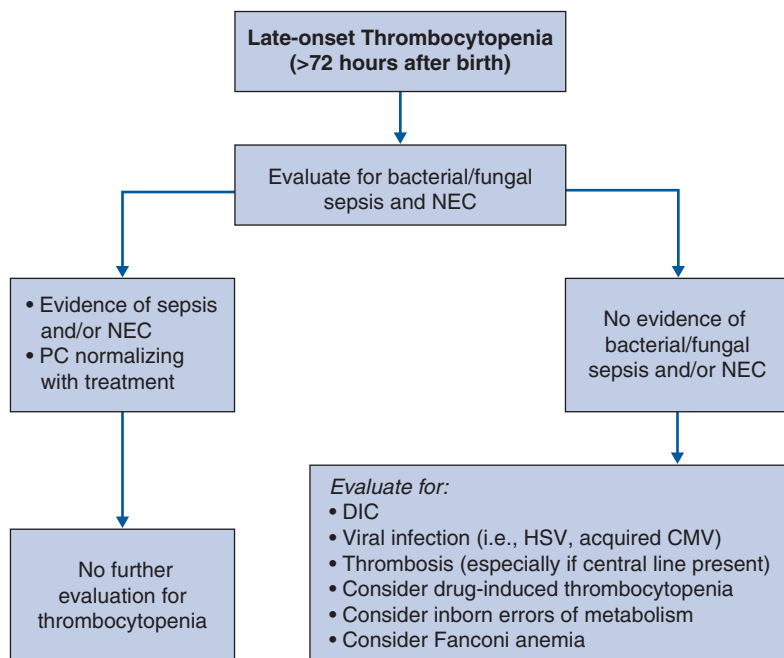 Late-onset Thrombocytopenia
(>72 hours after birth)
Evaluate for bacterial/fungal
sepsis and NEC
• Evidence of sepsis
and/or NEC
• PC normalizing
with treatment
No evidence of
bacterial/fungal
sepsis and/or NEC
No further
evaluation for
thrombocytopenia
Evaluate for:
• DIC
• Viral infection (i.e., HSV, acquired CMV)
• Thrombosis (especially if central line present)
• Consider drug-induced thrombocytopenia
• Consider inborn errors of metabolism
• Consider Fanconi anemia